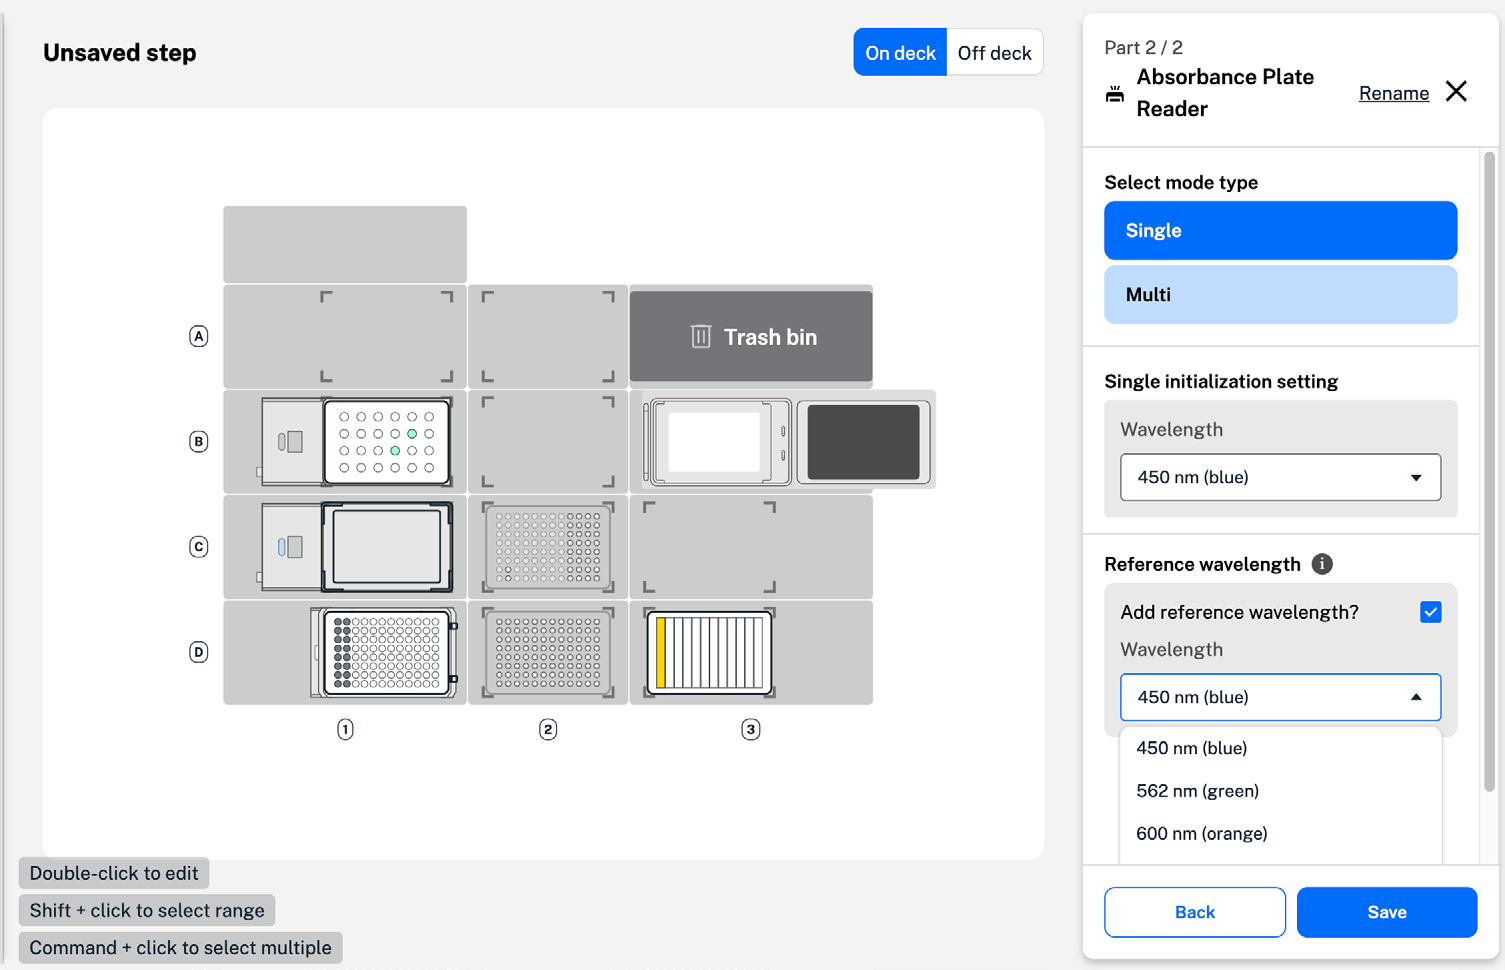 Unsaved step
On deck
Off deck
A
Trash bin
B
C
D
1
2
3
Double-click to edit
Shift + click to select range
Command + click to select multiple
Part 2 / 2
Absorbance Plate
Reader
Rename
Select mode type
Single
Multi
Single initialization setting
Wavelength
450 nm (blue)
Reference wavelength
i
Add reference wavelength?
Wavelength
450 nm (blue)
450 nm (blue)
562 nm (green)
600 nm (orange)
Back
Save